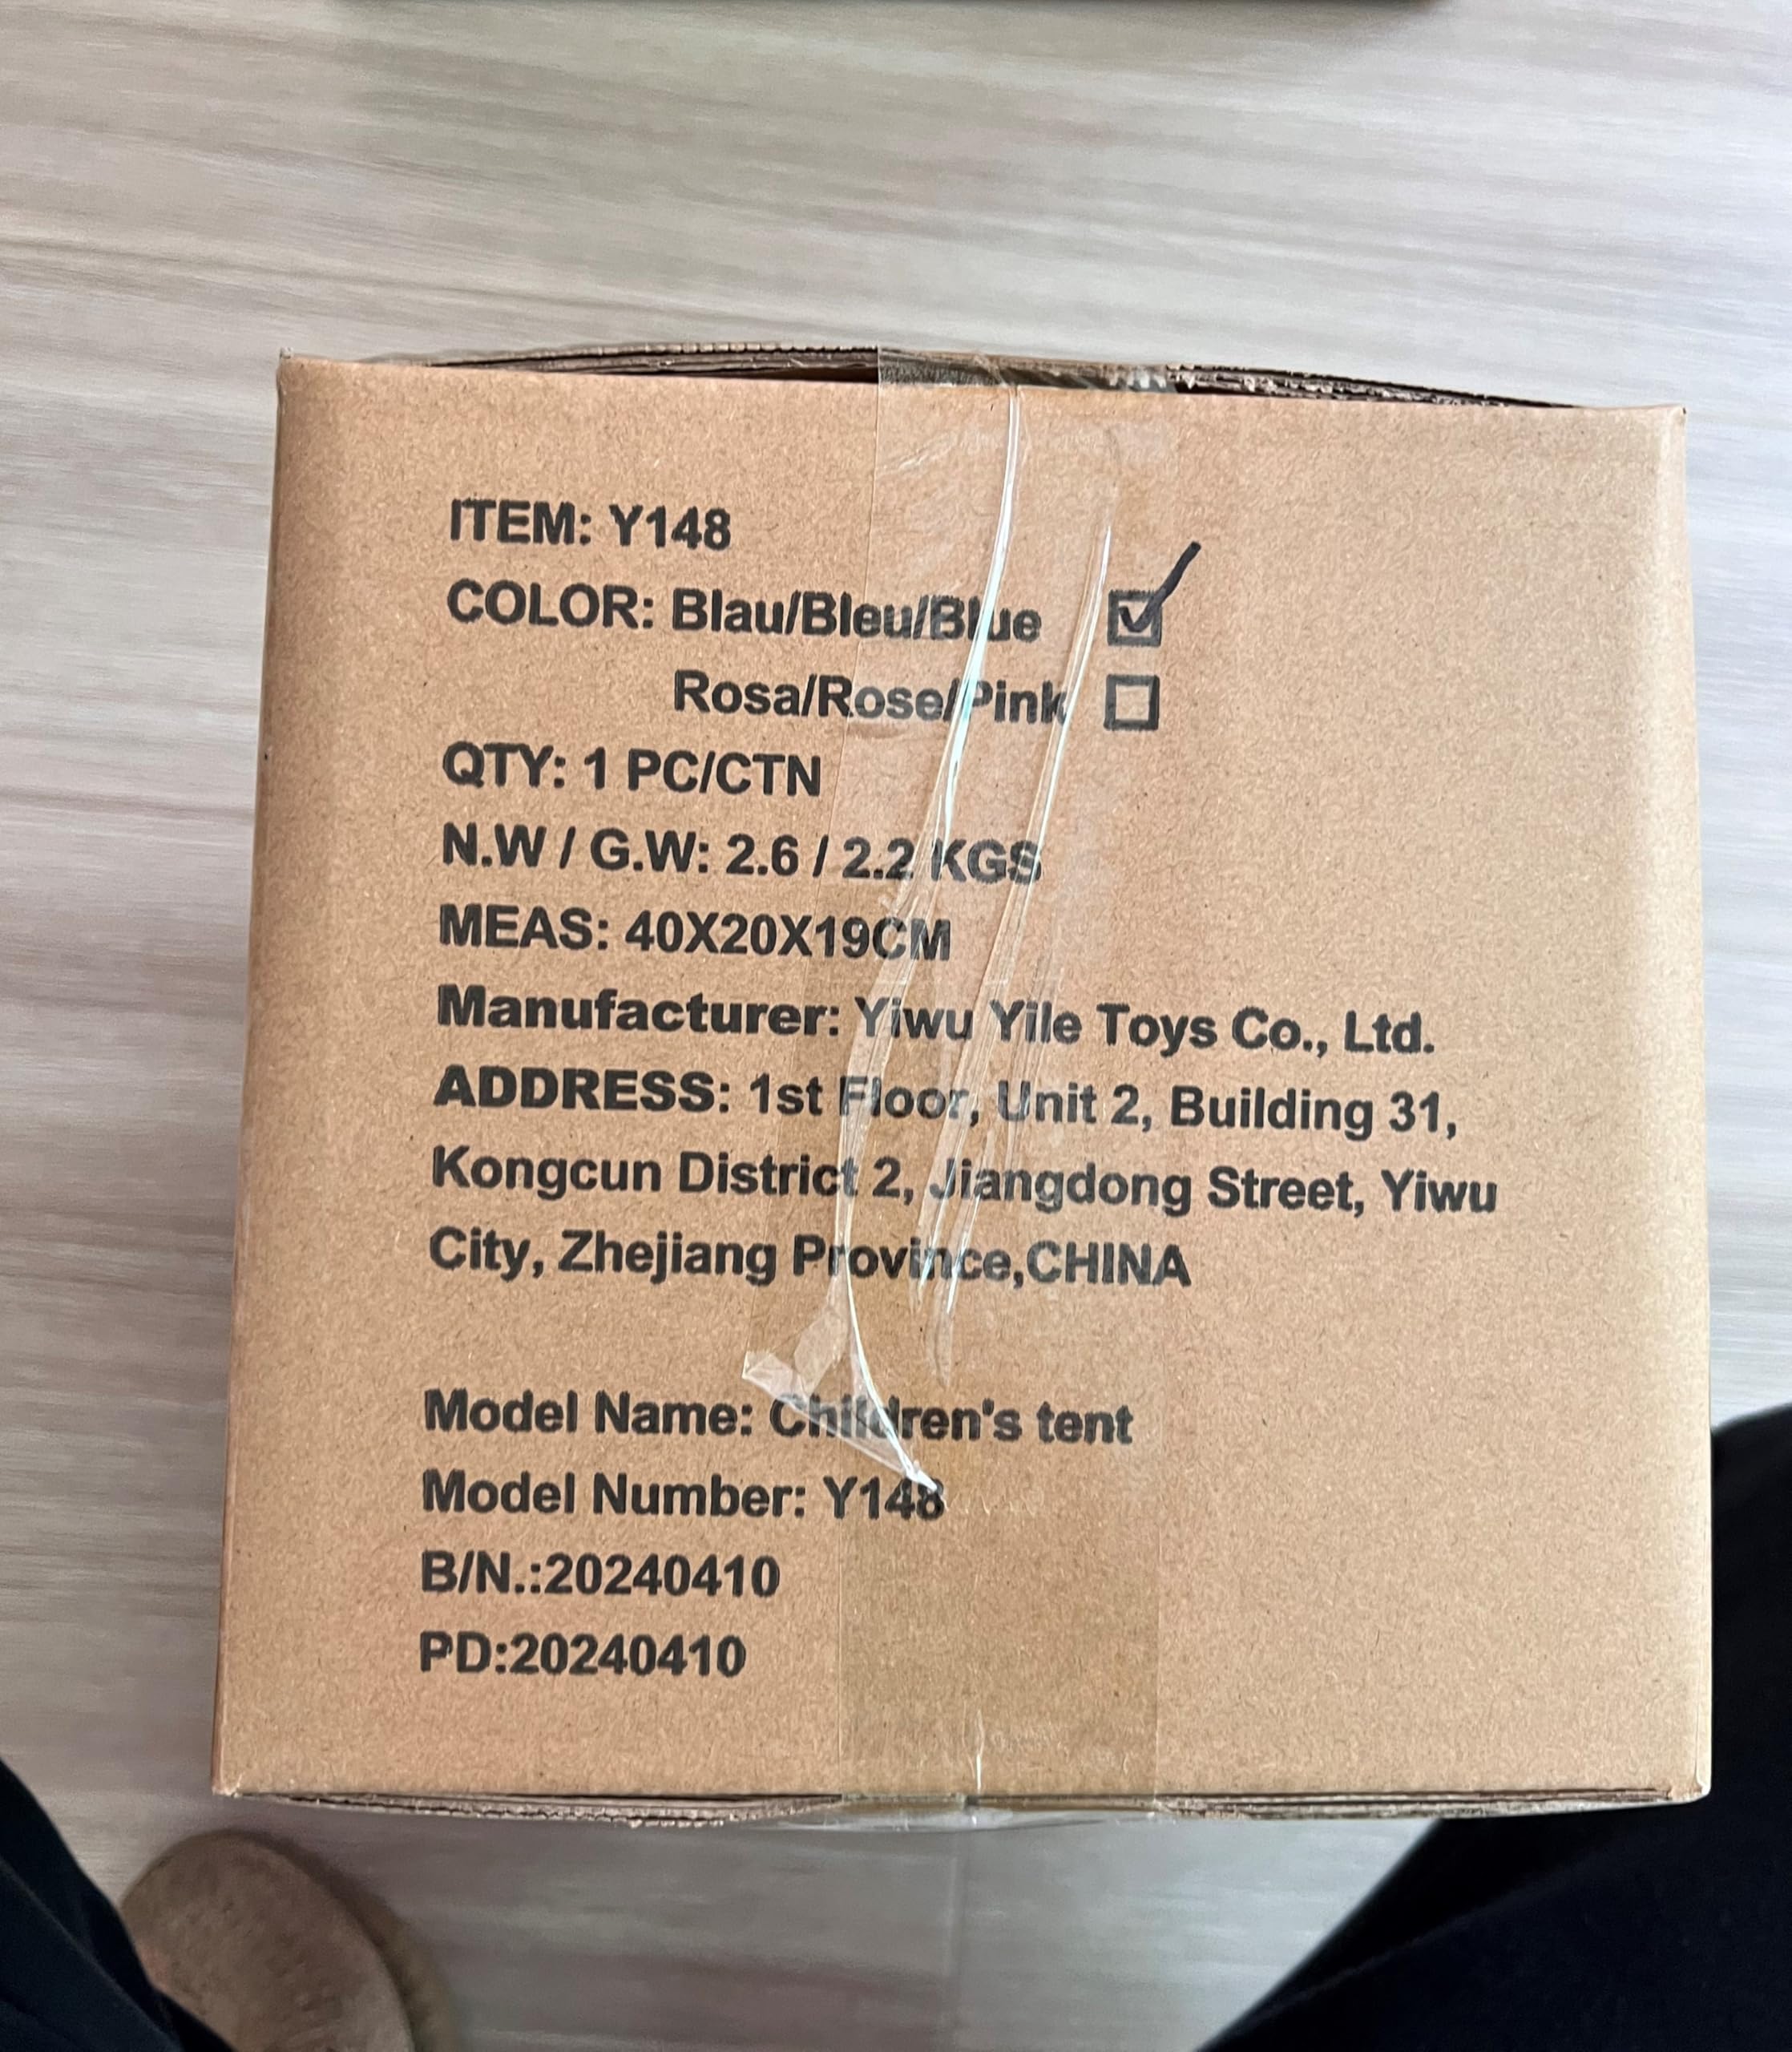 ITEM: Y148
COLOR: Blau/Bleu/Blue
Rosa/Rose/Pink
QTY: 1 PC/CTN
N.W / G.W: 2.6 / 2.2 KGS
MEAS: 40X20X19CM
Manufacturer: Yiwu Yile Toys Co., Ltd.
ADDRESS: 1st Floor, Unit 2, Building 31,
Kongcun District 2, Jiangdong Street, Yiwu
City, Zhejiang Province,CHINA
Model Name: Children's tent
Model Number: Y148
B/N.:20240410
PD:20240410